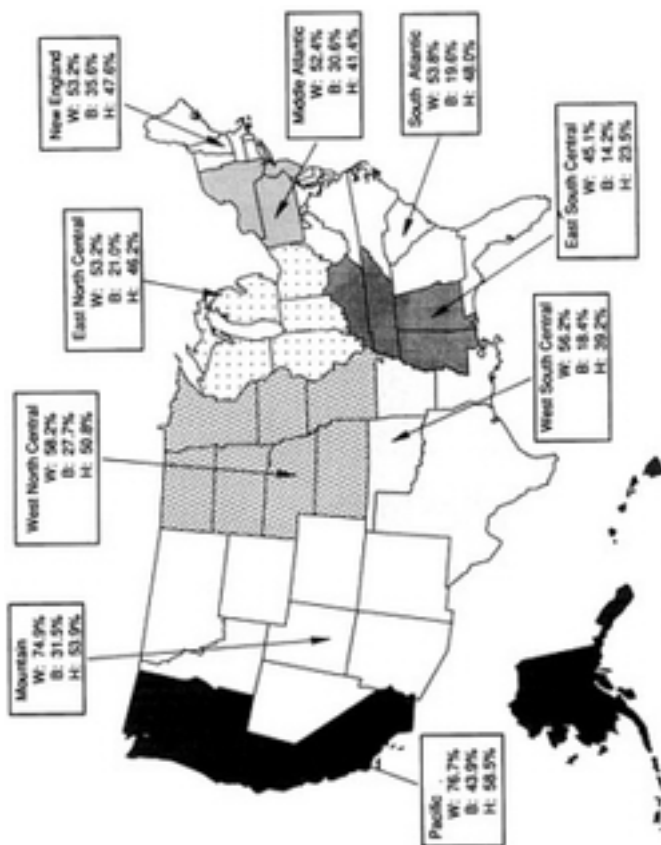 Mountain
W: 74.9%
B: 31.5%
H: 53.9%
West North Central
W: 58.2%
B: 27.7%
H: 50.8%
East North Central
W: 53.2%
B: 21.0%
H: 46.2%
New England
W: 53.2%
B: 35.6%
H: 47.6%
Middle Atlantic
W: 52.4%
B: 30.6%
H: 41.4%
South Atlantic
W: 53.8%
B: 19.6%
H: 48.0%
Pacific
W: 76.7%
B: 43.9%
H: 58.5%
West South Central
W: 56.2%
B: 18.4%
H: 39.2%
East South Central
W: 45.1%
B: 14.2%
H: 23.5%